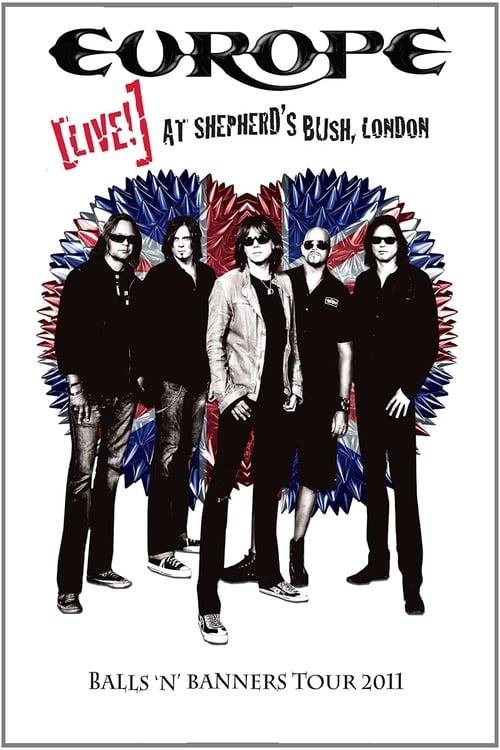 EUROPE
[LIVE!] AT SHEPHERD'S BUSH, LONDON
BALLS 'N' BANNERS TOUR 2011